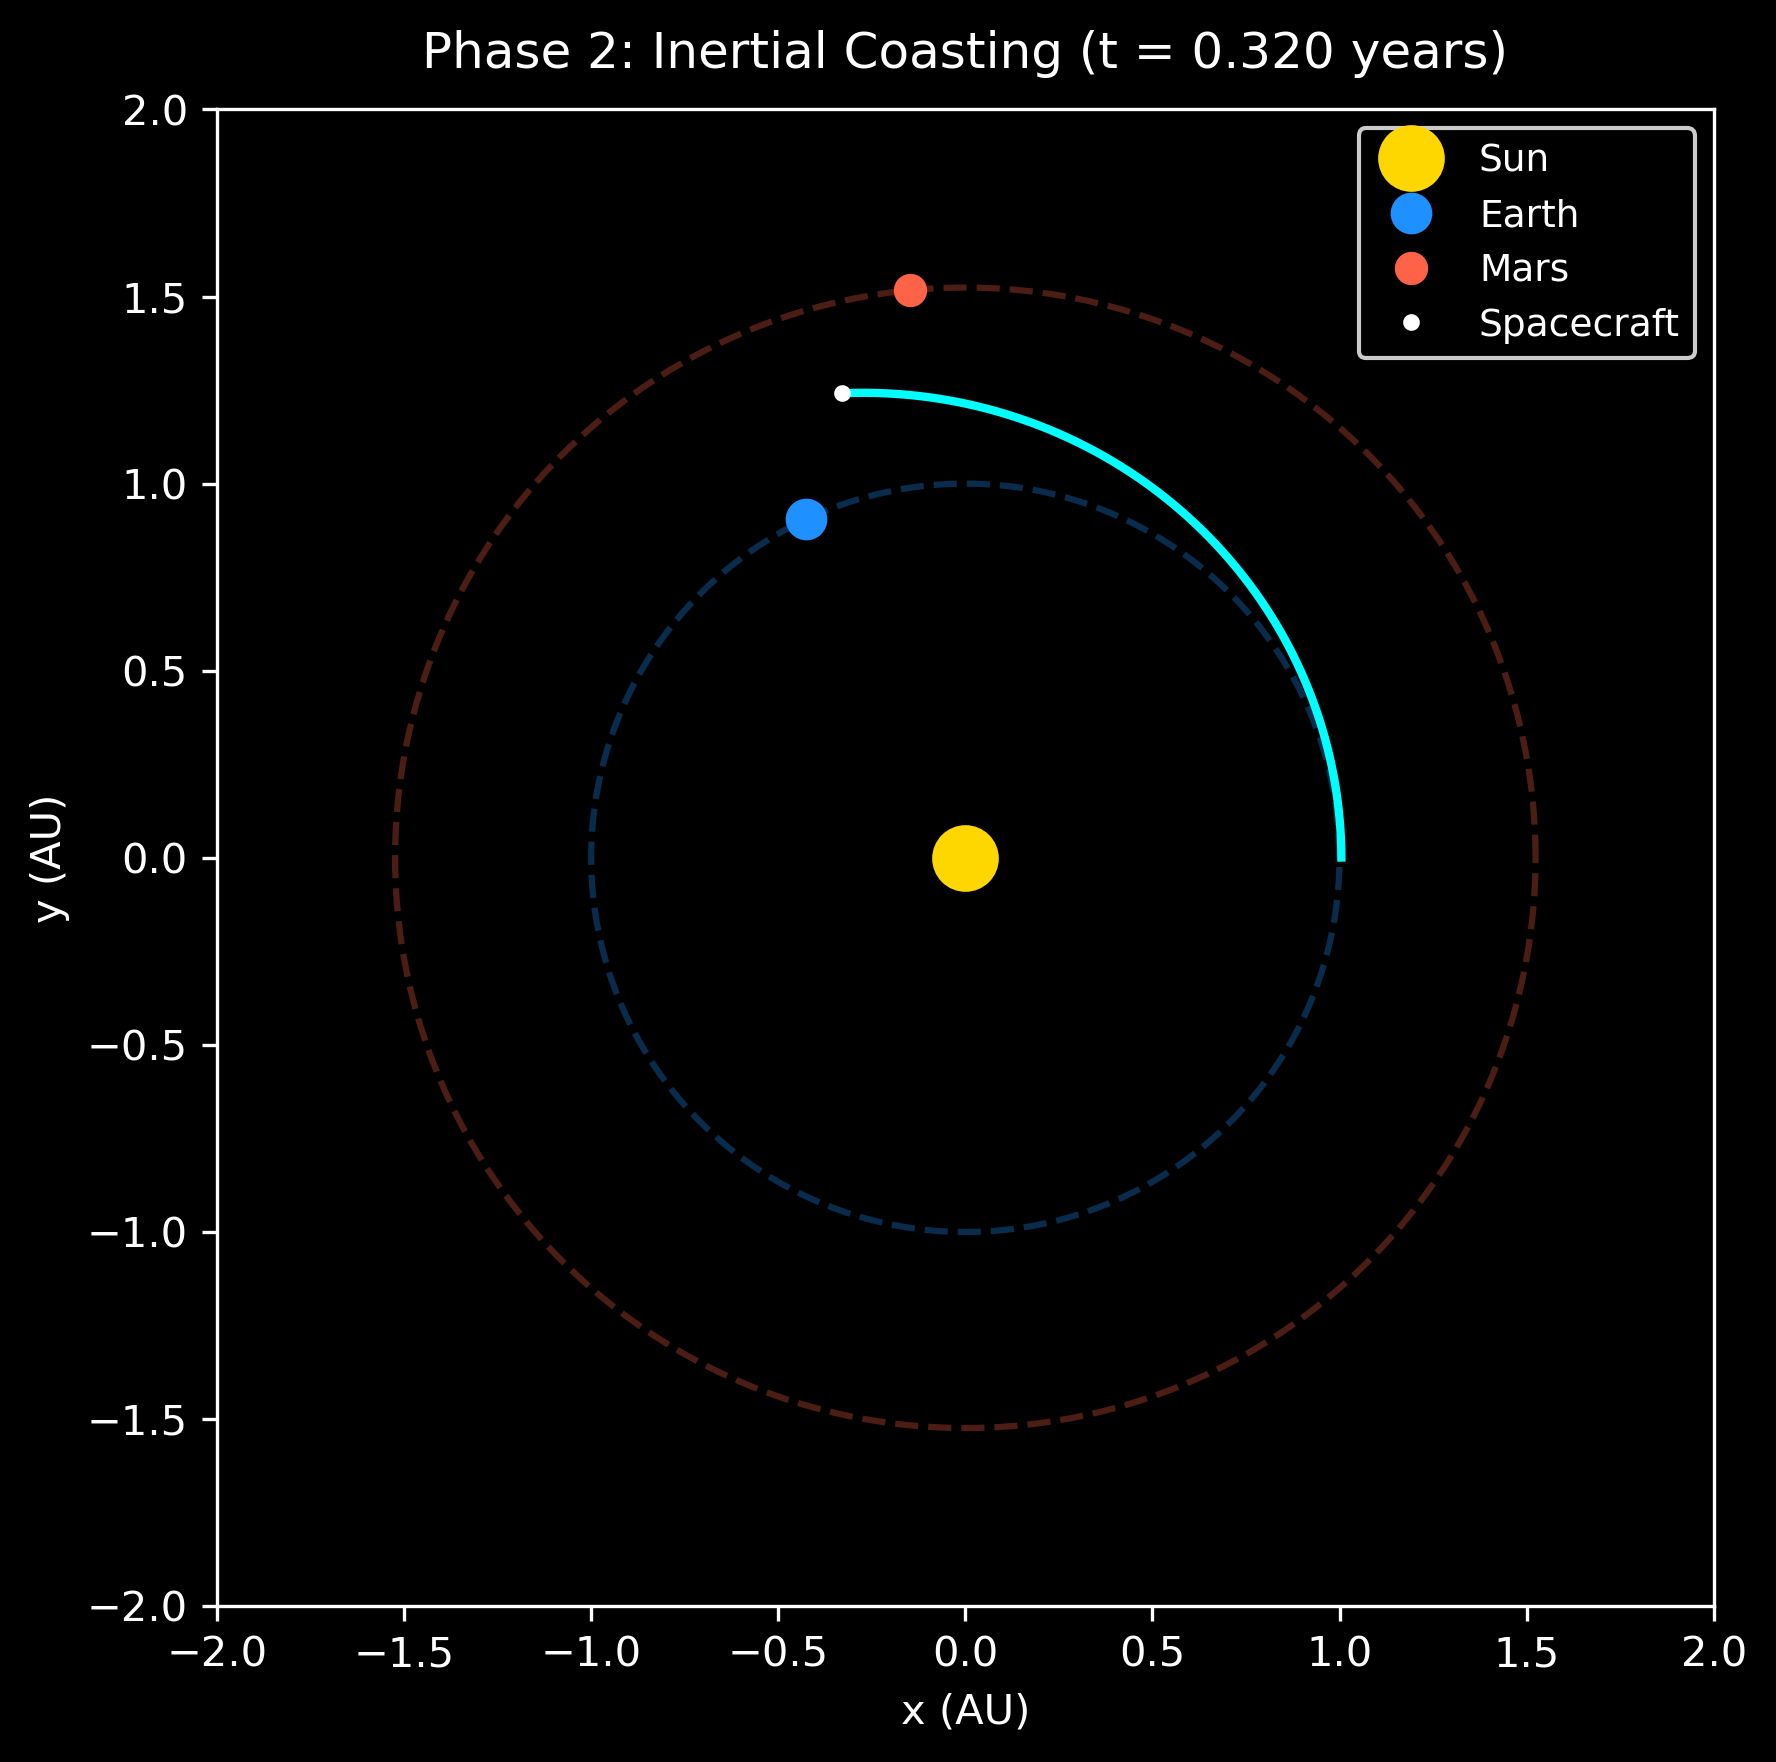 Phase 2: Inertial Coasting (t = 0.320 years)
Sun
Earth
Mars
Spacecraft
2.0
1.5
1.0
0.5
0.0
−0.5
−1.0
−1.5
−2.0
y (AU)
−2.0 −1.5 −1.0 −0.5 0.0 0.5 1.0 1.5 2.0
x (AU)